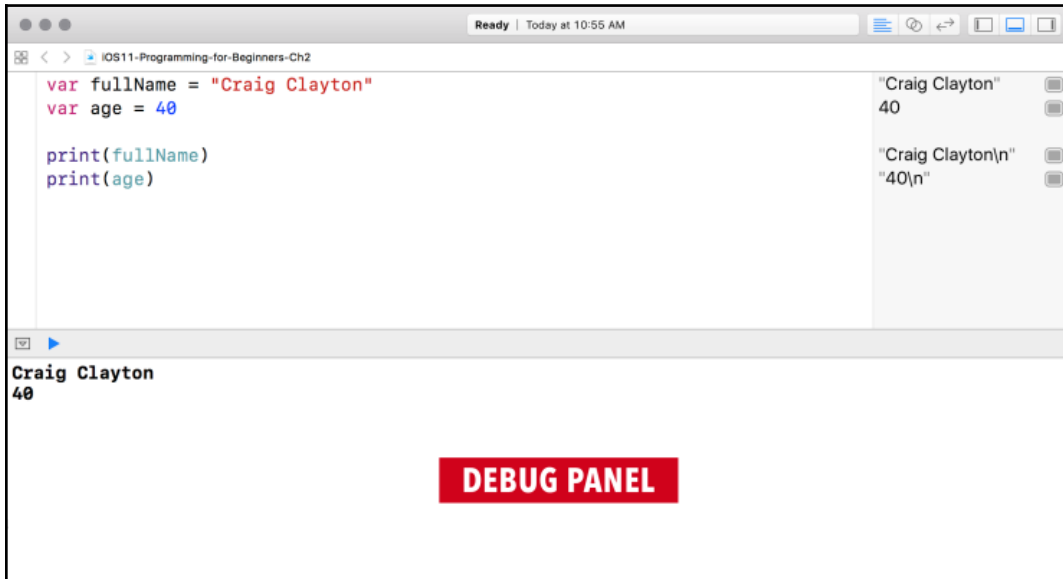 Ready | Today at 10:55 AM
iOS11-Programming-for-Beginners-Ch2
var fullName = "Craig Clayton"
"Craig Clayton"
var age = 40
40
print(fullName)
"Craig Clayton\n"
print(age)
"40\n"
Craig Clayton
40
DEBUG PANEL